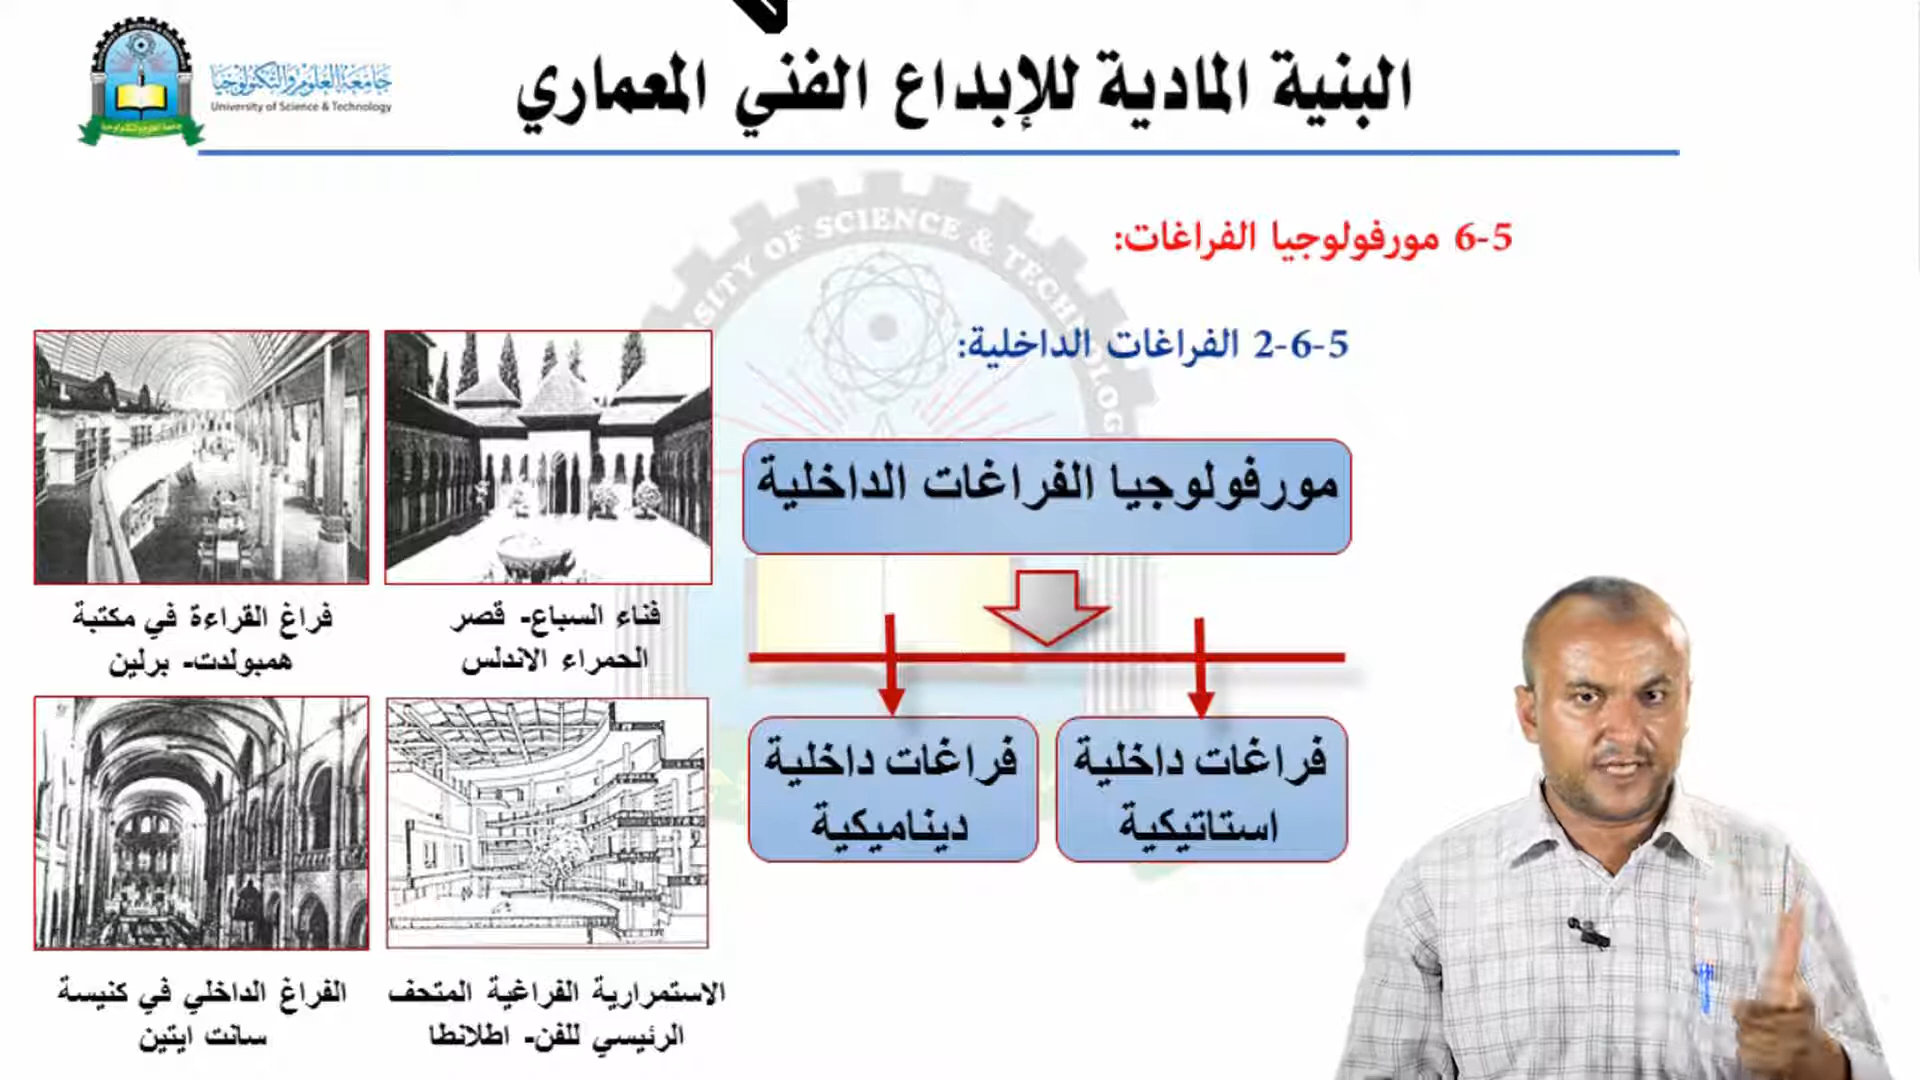 جامعة العلوم والتكنولوجيا
University of Science & Technology
البنية المادية للإبداع الفني المعماري
6-5 مورفولوجيا الفراغات:
2-6-5 الفراغات الداخلية:
مورفولوجيا الفراغات الداخلية
فراغات داخلية
استاتيكية
فراغات داخلية
ديناميكية
فناء السباع- قصر
الحمراء الاندلس
فراغ القراءة في مكتبة
همبولدت- برلين
الاستمرارية الفراغية المتحف
الرئيسي للفن- اطلانطا
الفراغ الداخلي في كنيسة
سانت ايتين